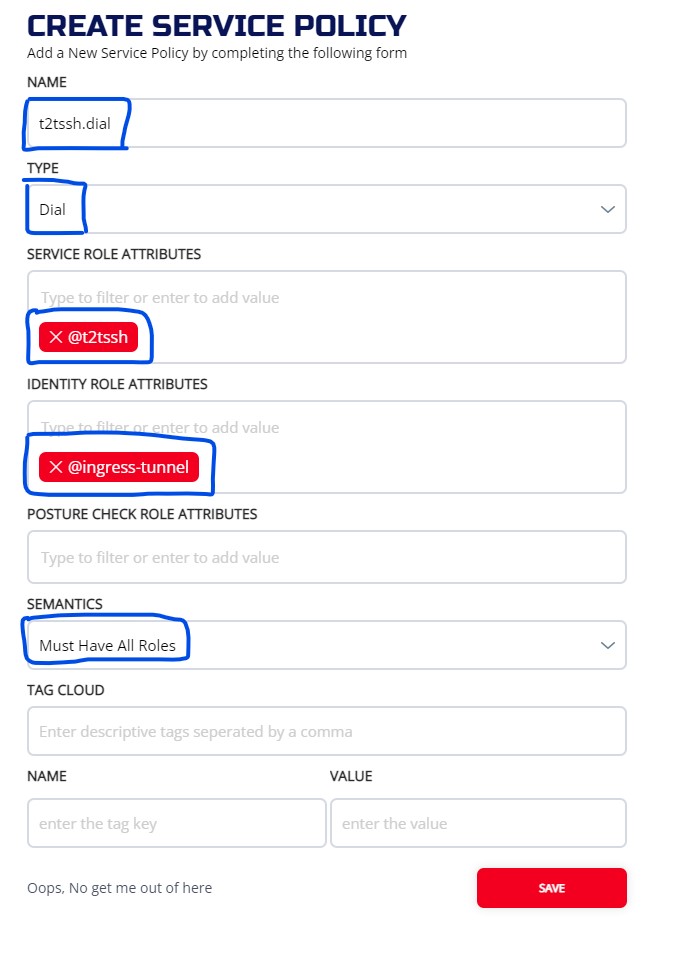 CREATE SERVICE POLICY
Add a New Service Policy by completing the following form
NAME
t2tssh.dial
TYPE
Dial
SERVICE ROLE ATTRIBUTES
Type to filter or enter to add value
@t2tssh
IDENTITY ROLE ATTRIBUTES
Type to filter or enter to add value
@ingress-tunnel
POSTURE CHECK ROLE ATTRIBUTES
Type to filter or enter to add value
SEMANTICS
Must Have All Roles
TAG CLOUD
Enter descriptive tags seperated by a comma
NAME VALUE
enter the tag key enter the value
Oops, No get me out of here SAVE